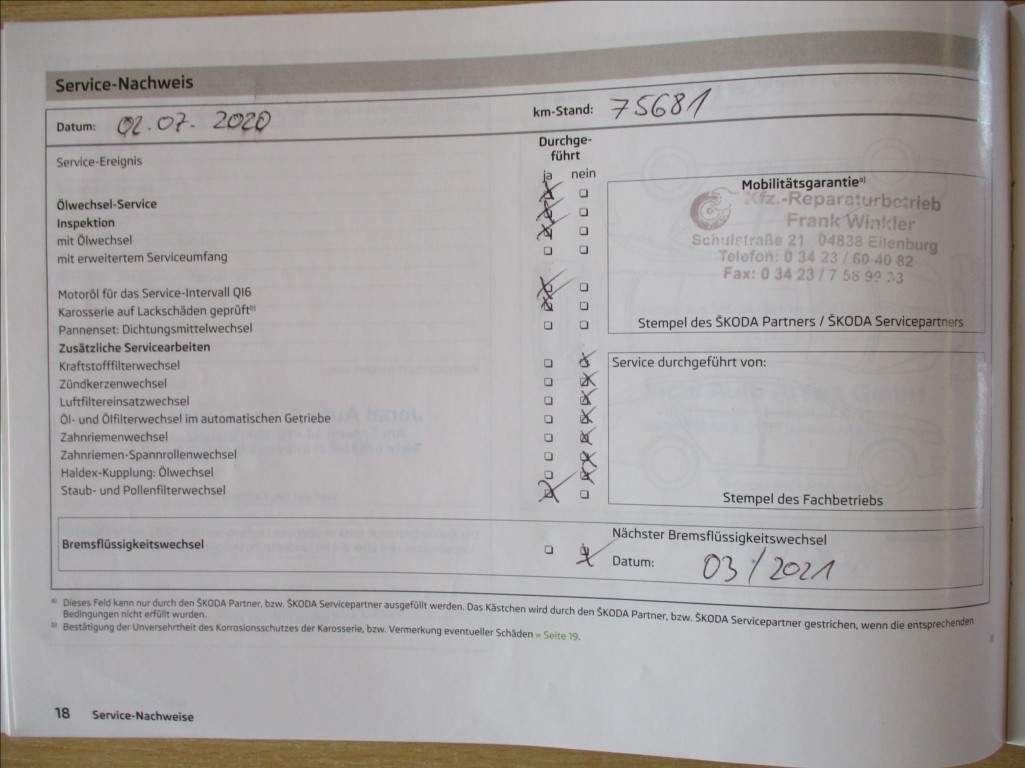 Service-Nachweis
Datum: 02.07. 2020
km-Stand: 75681
Service-Ereignis
Durchge-
führt
ja nein
Ölwechsel-Service
Inspektion
mit Ölwechsel
mit erweitertem Serviceumfang
Motoröl für das Service-Intervall QI6
Karosserie auf Lackschäden geprüft b)
Pannenset: Dichtungsmittelwechsel
Zusätzliche Servicearbeiten
Kraftstofffilterwechsel
Zündkerzenwechsel
Luftfiltereinsatzwechsel
Öl- und Ölfilterwechsel im automatischen Getriebe
Zahnriemenwechsel
Zahnriemen-Spannrollenwechsel
Haldex-Kupplung: Ölwechsel
Staub- und Pollenfilterwechsel
Mobilitätsgarantie a)
Kfz.-Reparaturbetrieb
Frank Winkler
Schulstraße 21 04838 Eilenburg
Telefon: 0 34 23 / 60 40 82
Fax: 0 34 23 / 7 58 99 33
Stempel des ŠKODA Partners / ŠKODA Servicepartners
Service durchgeführt von:
Stempel des Fachbetriebs
Bremsflüssigkeitswechsel
Nächster Bremsflüssigkeitswechsel
Datum: 03/2021
a) Dieses Feld kann nur durch den ŠKODA Partner, bzw. ŠKODA Servicepartner ausgefüllt werden. Das Kästchen wird durch den ŠKODA Partner, bzw. ŠKODA Servicepartner gestrichen, wenn die entsprechenden
Bedingungen nicht erfüllt wurden.
b) Bestätigung der Unversehrtheit des Korrosionsschutzes der Karosserie, bzw. Vermerkung eventueller Schäden » Seite 19.
18 Service-Nachweise